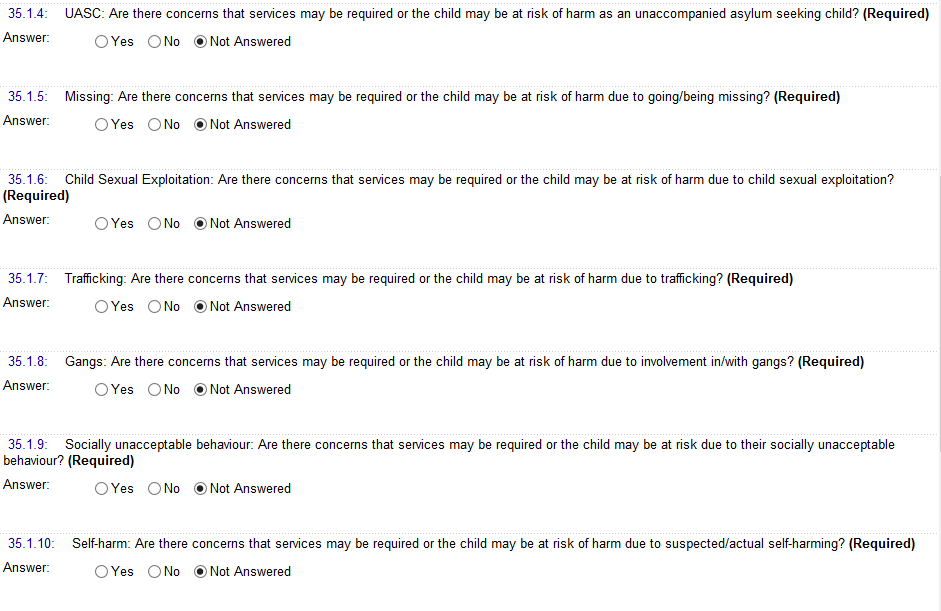 35.1.4: UASC: Are there concerns that services may be required or the child may be at risk of harm as an unaccompanied asylum seeking child? (Required)
Answer: Yes No Not Answered
35.1.5: Missing: Are there concerns that services may be required or the child may be at risk of harm due to going/being missing? (Required)
Answer: Yes No Not Answered
35.1.6: Child Sexual Exploitation: Are there concerns that services may be required or the child may be at risk of harm due to child sexual exploitation?
(Required)
Answer: Yes No Not Answered
35.1.7: Trafficking: Are there concerns that services may be required or the child may be at risk of harm due to trafficking? (Required)
Answer: Yes No Not Answered
35.1.8: Gangs: Are there concerns that services may be required or the child may be at risk of harm due to involvement in/with gangs? (Required)
Answer: Yes No Not Answered
35.1.9: Socially unacceptable behaviour: Are there concerns that services may be required or the child may be at risk due to their socially unacceptable
behaviour? (Required)
Answer: Yes No Not Answered
35.1.10: Self-harm: Are there concerns that services may be required or the child may be at risk of harm due to suspected/actual self-harming? (Required)
Answer: Yes No Not Answered